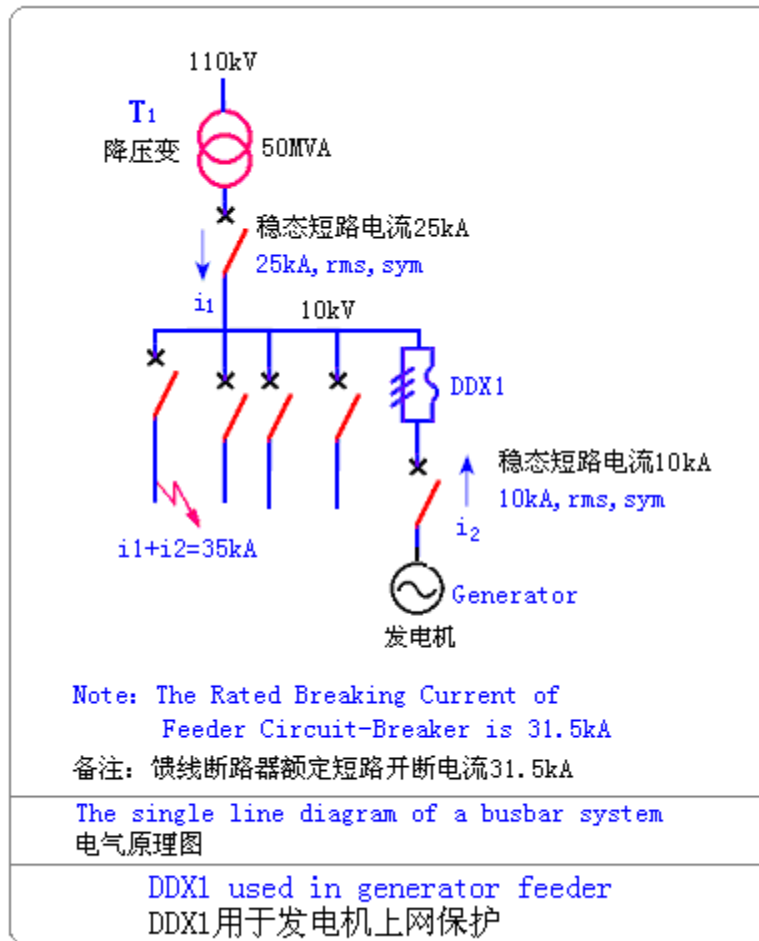 110kV
T1
降压变
50MVA
稳态短路电流25kA
25kA,rms,sym
i1
10kV
DDX1
稳态短路电流10kA
10kA,rms,sym
i2
i1+i2=35kA
Generator
发电机
Note: The Rated Breaking Current of
Feeder Circuit-Breaker is 31.5kA
备注: 馈线断路器额定短路开断电流31.5kA
The single line diagram of a busbar system
电气原理图
DDX1 used in generator feeder
DDX1用于发电机上网保护